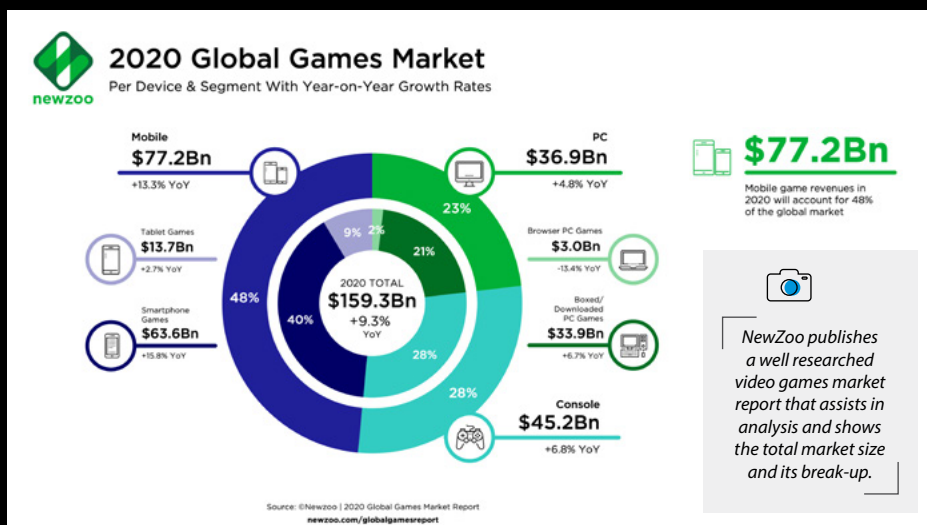 newzoo
2020 Global Games Market
Per Device & Segment With Year-on-Year Growth Rates
Mobile
$77.2Bn
+13.3% YoY
Tablet Games
$13.7Bn
+2.7% YoY
Smartphone
Games
$63.6Bn
+15.8% YoY
48%
40%
9%
2%
21%
23%
28%
28%
2020 TOTAL
$159.3Bn
+9.3%
YoY
PC
$36.9Bn
+4.8% YoY
Browser PC Games
$3.0Bn
-13.4% YoY
Boxed/
Downloaded
PC Games
$33.9Bn
+6.7% YoY
Console
$45.2Bn
+6.8% YoY
$77.2Bn
Mobile game revenues in
2020 will account for 48%
of the global market
NewZoo publishes
a well researched
video games market
report that assists in
analysis and shows
the total market size
and its break-up.
Source: ©Newzoo | 2020 Global Games Market Report
newzoo.com/globalgamesreport